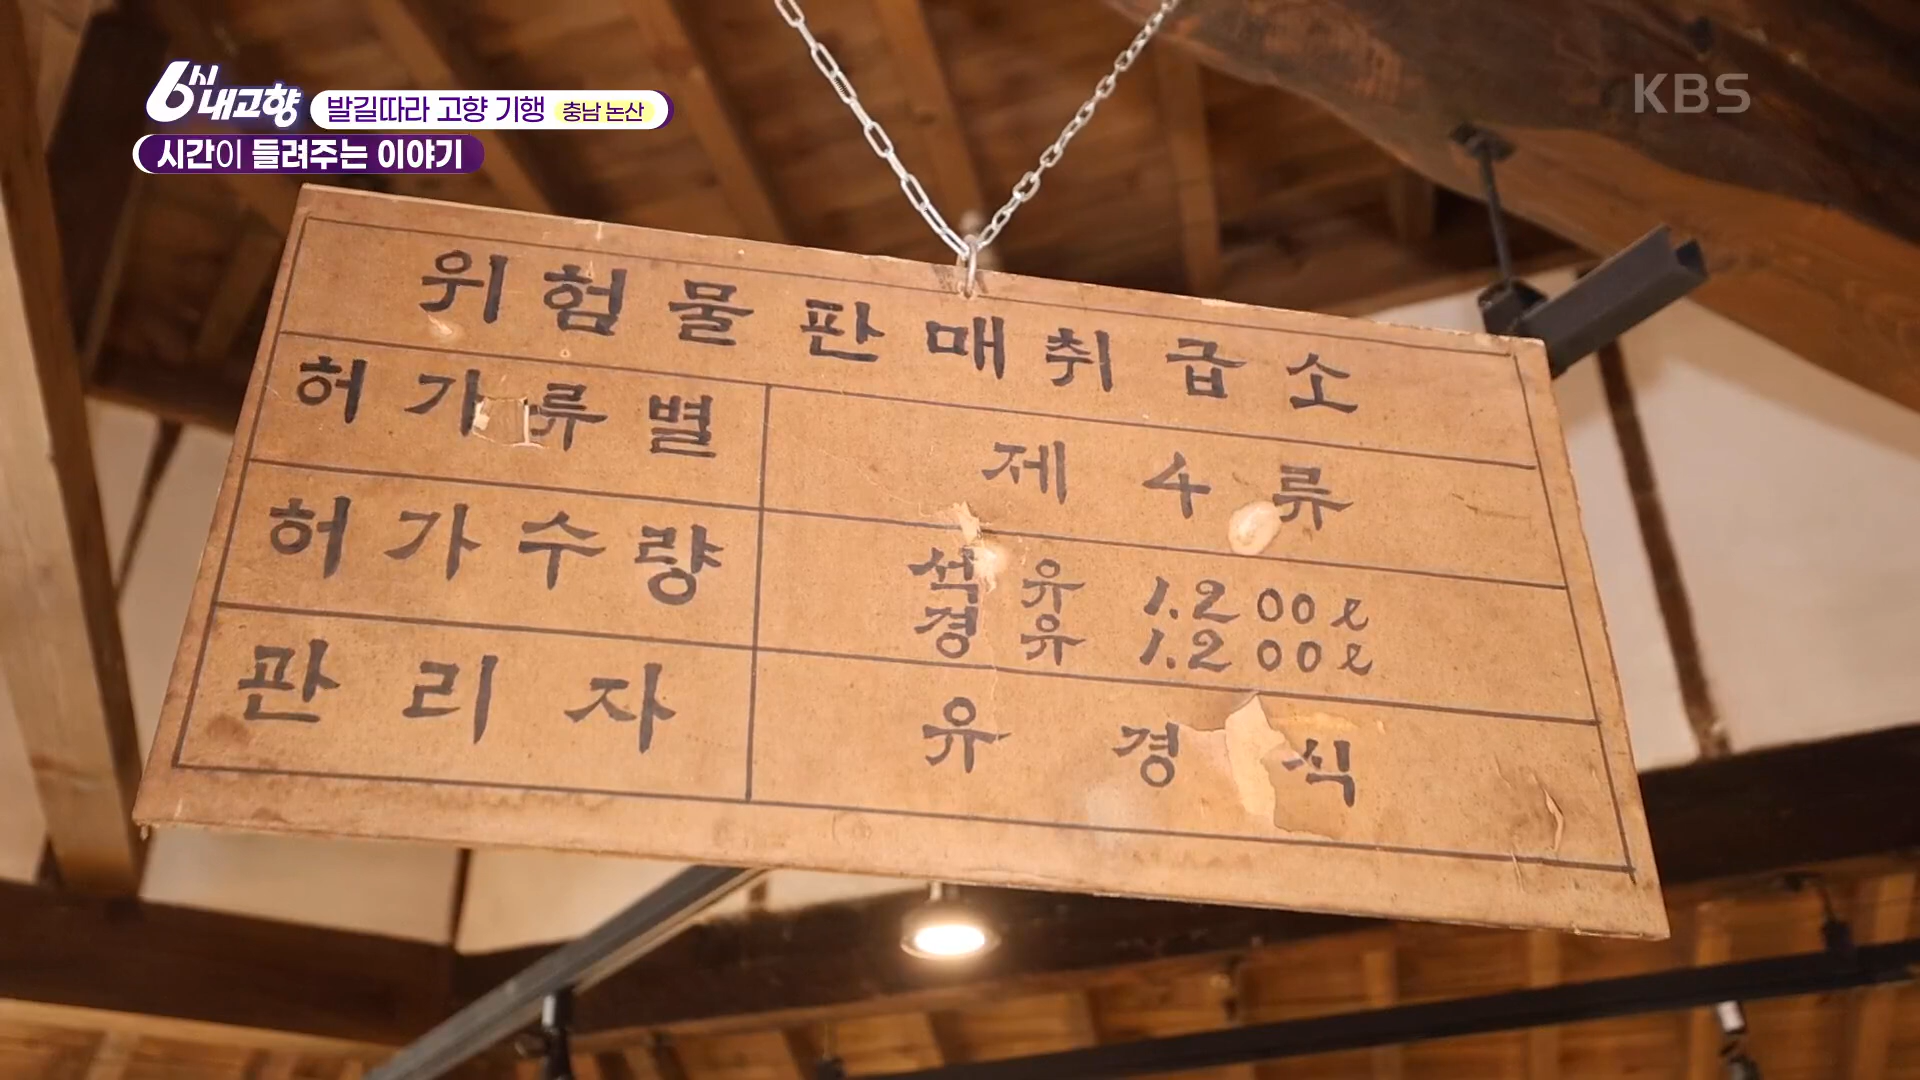 6시 내고향 발길따라 고향 기행 충남 논산
시간이 들려주는 이야기
KBS
위험물판매취급소
허가류별 제4류
허가수량 석유 1.200ℓ
경유 1.200ℓ
관리자 유경식